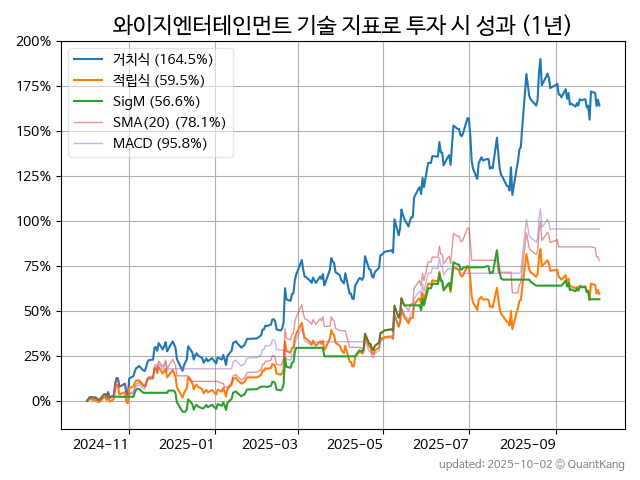 와이지엔터테인먼트 기술 지표로 투자 시 성과 (1년)
200%
175%
150%
125%
100%
75%
50%
25%
0%
거치식 (164.5%)
적립식 (59.5%)
SigM (56.6%)
SMA(20) (78.1%)
MACD (95.8%)
2024-11
2025-01
2025-03
2025-05
2025-07
2025-09
updated: 2025-10-02 © QuantKang